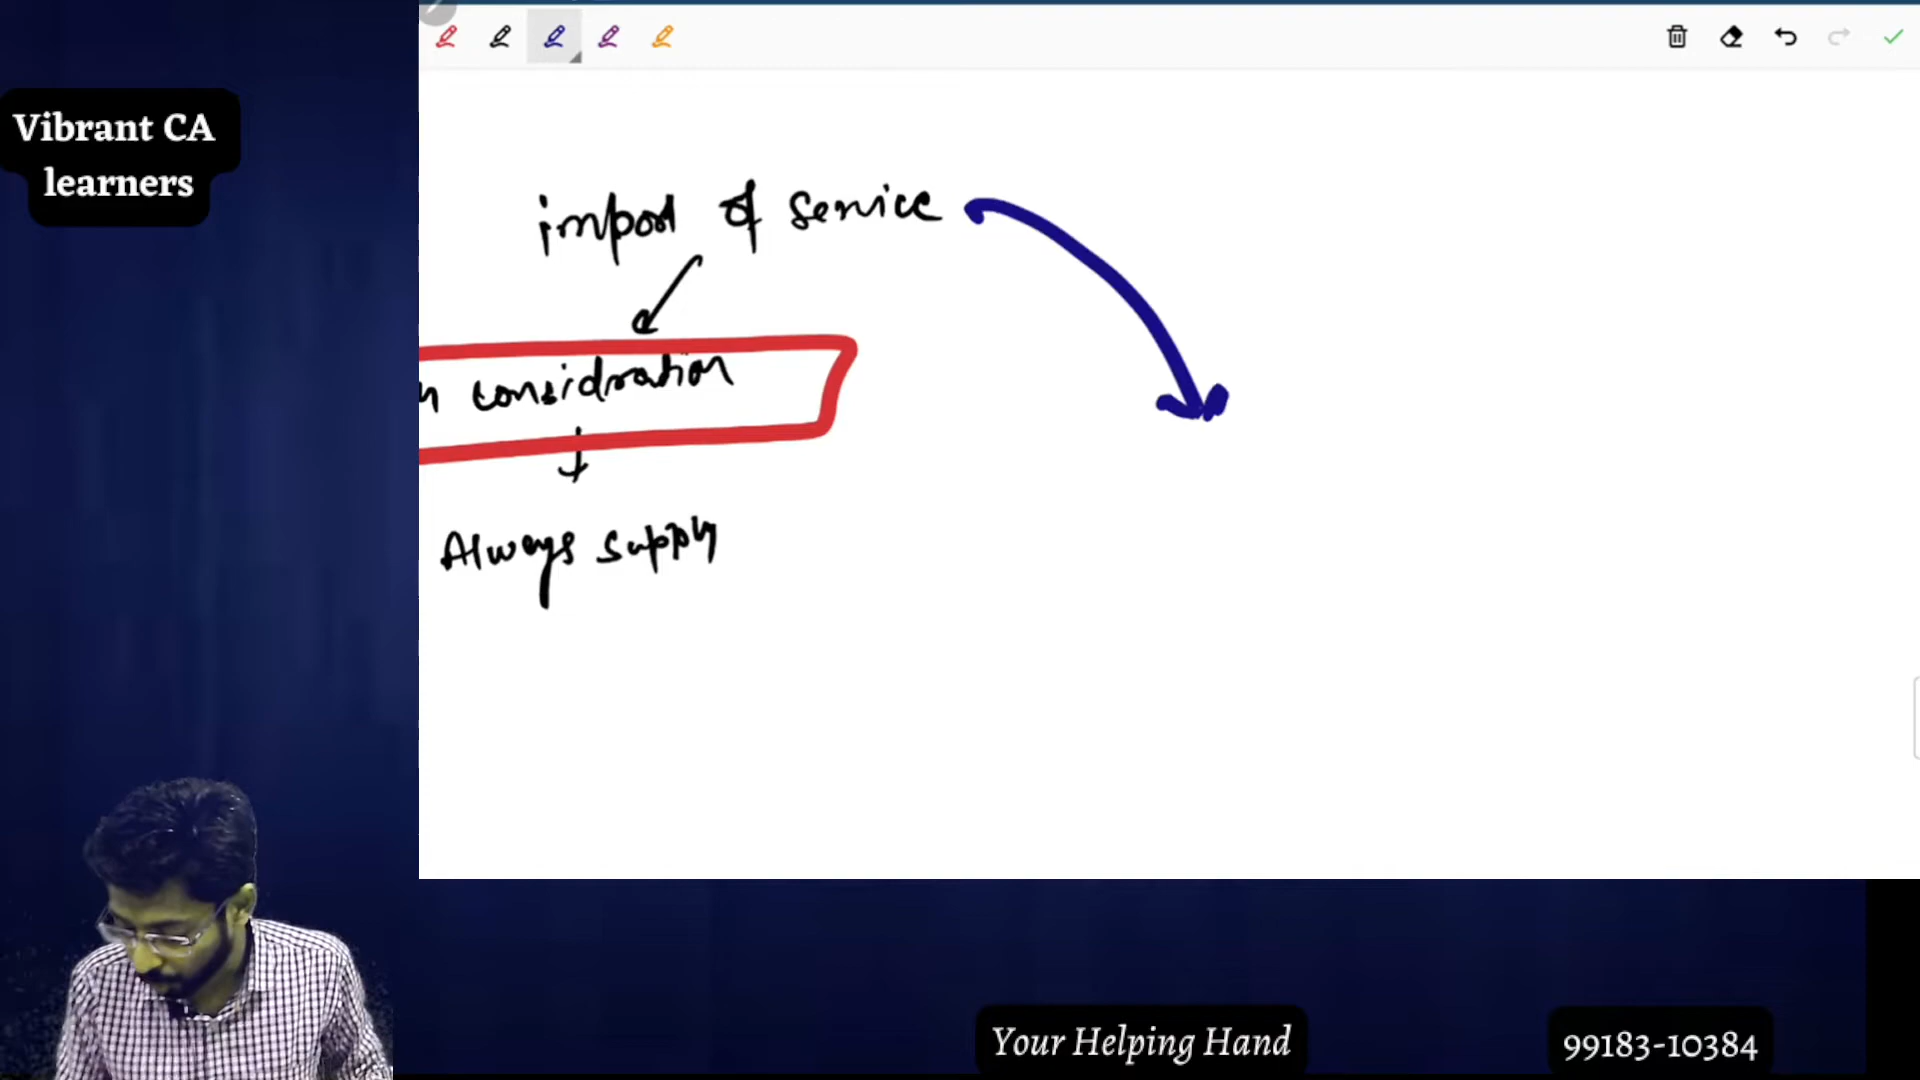 Vibrant CA
learners
import of service
consideration
Always supply
Your Helping Hand
99183-10384